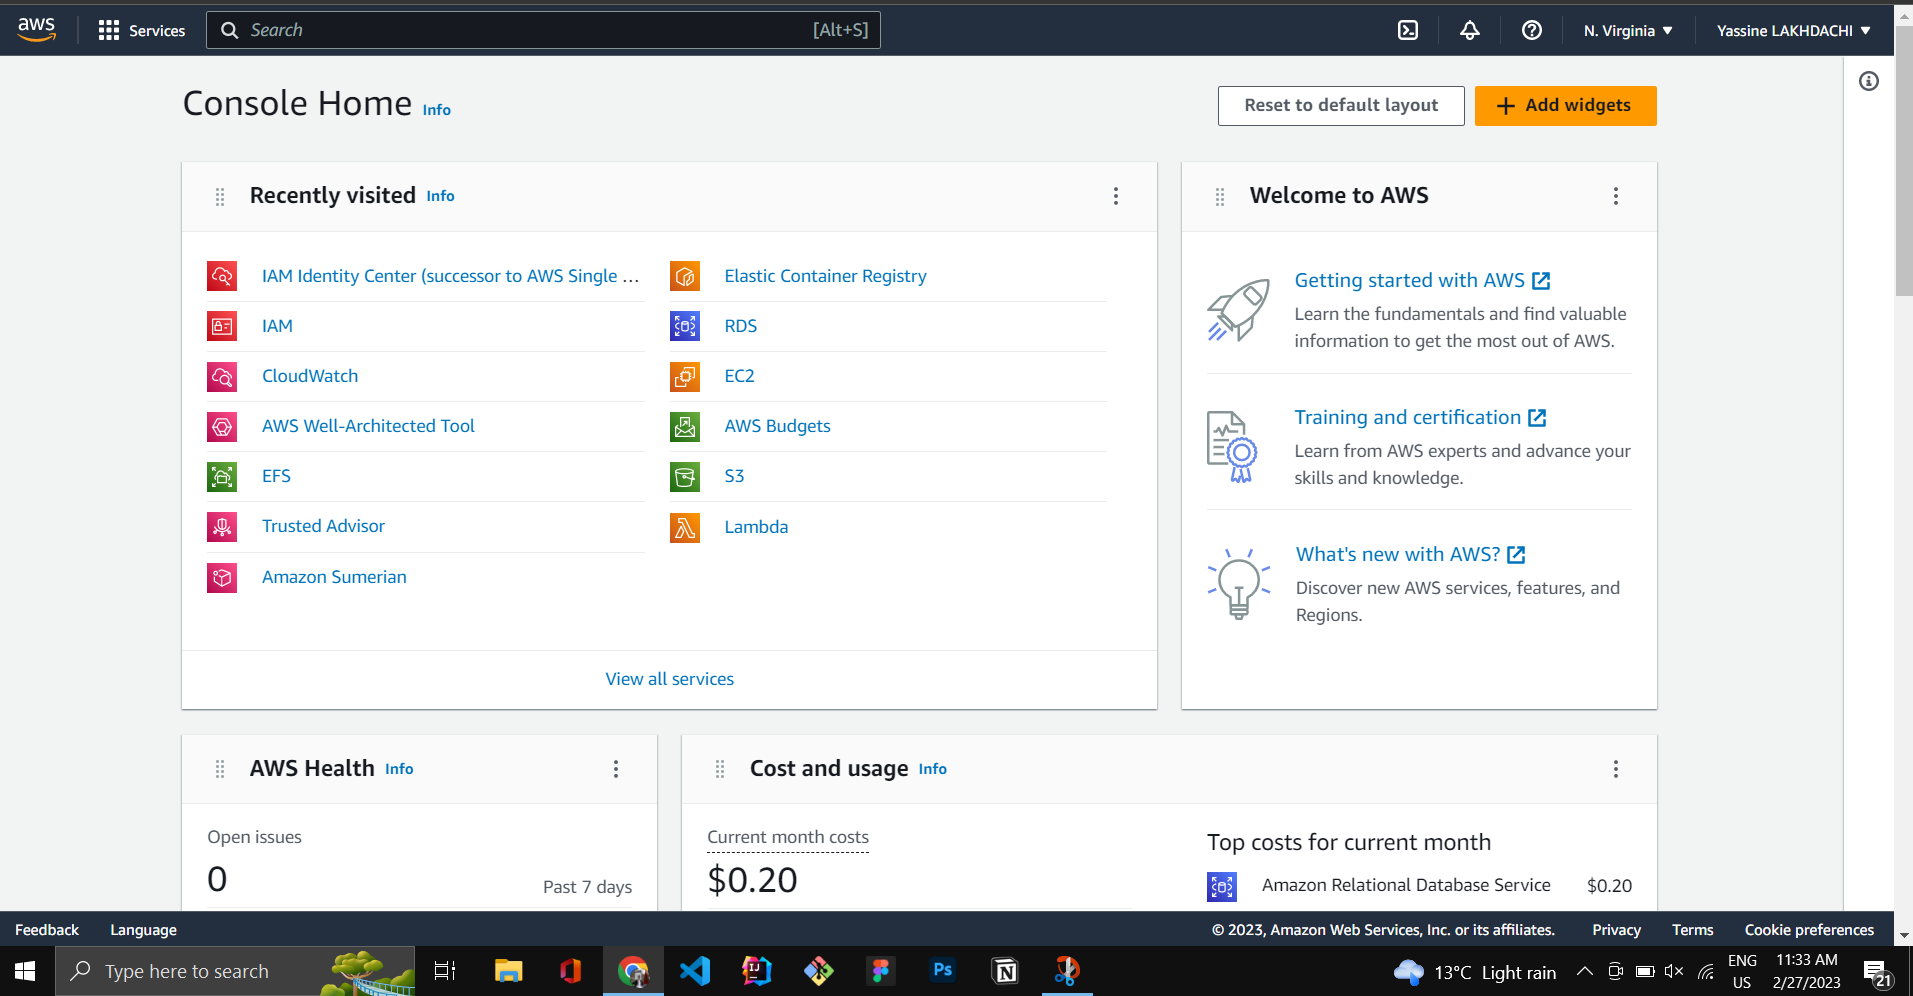 aws
Services
Search [Alt+S]
N. Virginia
Yassine LAKHDACHI
Console Home Info
Reset to default layout
Add widgets
Recently visited Info
IAM Identity Center (successor to AWS Single ...
IAM
CloudWatch
AWS Well-Architected Tool
EFS
Trusted Advisor
Amazon Sumerian
Elastic Container Registry
RDS
EC2
AWS Budgets
S3
Lambda
View all services
Welcome to AWS
Getting started with AWS
Learn the fundamentals and find valuable
information to get the most out of AWS.
Training and certification
Learn from AWS experts and advance your
skills and knowledge.
What's new with AWS?
Discover new AWS services, features, and
Regions.
AWS Health Info
Open issues
0
Past 7 days
Cost and usage Info
Current month costs
$0.20
Top costs for current month
Amazon Relational Database Service $0.20
Feedback Language
© 2023, Amazon Web Services, Inc. or its affiliates. Privacy Terms Cookie preferences
Type here to search
IJ
Ps
N
13°C Light rain
ENG
US
11:33 AM
2/27/2023
21